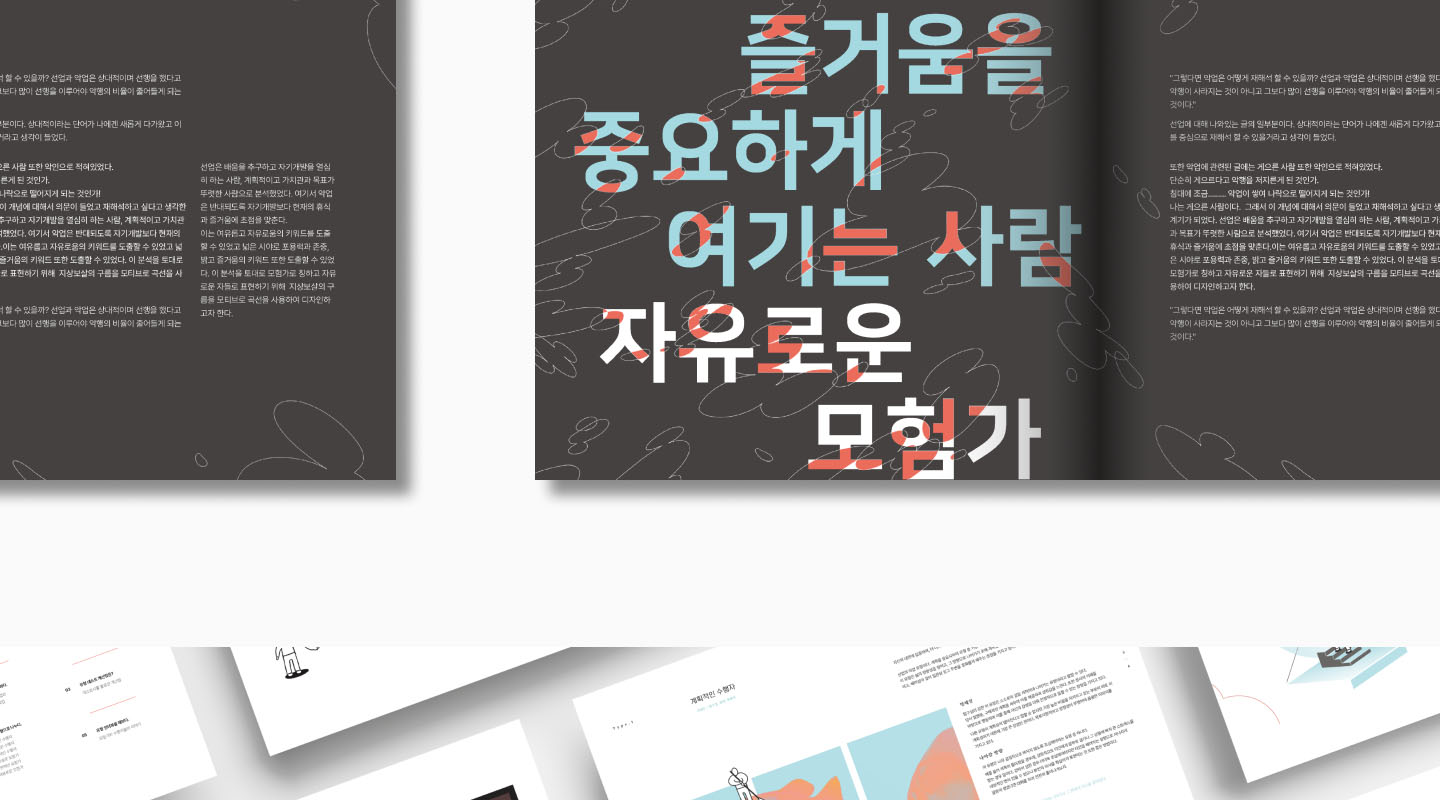 석 할 수 있을까? 선업과 악업은 상대적이며 선행을 했다고
그보다 많이 선행을 이루어야 악행의 비율이 줄어들게 되는
부분이다. 상대적이라는 단어가 나에겐 새롭게 다가왔고 이
거라고 생각이 들었다.
으른 사람 또한 악인으로 적혀있었다.
른게 된 것인가.
나락으로 떨어지게 되는 것인가!
이 개념에 대해서 의문이 들었고 재해석하고 싶다고 생각한
추구하고 자기개발을 열심히 하는 사람, 계획적이고 가치관
석했었다. 여기서 악업은 반대되도록 자기개발보다 현재의
.이는 여유롭고 자유로움의 키워드를 도출할 수 있었고 넓
즐거움의 키워드 또한 도출할 수 있었다. 이 분석을 토대로
로 표현하기 위해 지상보살의 구름을 모티브로 곡선을 사
석 할 수 있을까? 선업과 악업은 상대적이며 선행을 했다고
그보다 많이 선행을 이루어야 악행의 비율이 줄어들게 되는
선업은 배움을 추구하고 자기개발을 열심
히 하는 사람, 계획적이고 가치관과 목표가
뚜렷한 사람으로 분석했었다. 여기서 악업
은 반대되도록 자기개발보다 현재의 휴식
과 즐거움에 초점을 맞춘다.
이는 여유롭고 자유로움의 키워드를 도출
할 수 있었고 넓은 시야로 포용력과 존중,
밝고 즐거움의 키워드 또한 도출할 수 있었
다. 이 분석을 토대로 모험가로 칭하고 자유
로운 자들로 표현하기 위해 지상보살의 구
름을 모티브로 곡선을 사용하여 디자인하
고자 한다.
즐거움을
중요하게
여기는 사람
자유로운
모험가
"그렇다면 악업은 어떻게 재해석 할 수 있을까? 선업과 악업은 상대적이며 선행을 했다
악행이 사라지는 것이 아니고 그보다 많이 선행을 이루어야 악행의 비율이 줄어들게 되
것이다."
선업에 대해 나와있는 글의 일부분이다. 상대적이라는 단어가 나에겐 새롭게 다가왔고
를 중심으로 재해석 할 수 있을거라고 생각이 들었다.
또한 악업에 관련된 글에는 게으른 사람 또한 악인으로 적혀있었다.
단순히 게으르다고 악행을 저지른게 된 것인가.
침대에 조금....... 악업이 쌓여 나락으로 떨어지게 되는 것인가!
나는 게으른 사람이다. 그래서 이 개념에 대해서 의문이 들었고 재해석하고 싶다고 생
계기가 되었다. 선업은 배움을 추구하고 자기개발을 열심히 하는 사람, 계획적이고 가
과 목표가 뚜렷한 사람으로 분석했었다. 여기서 악업은 반대되도록 자기개발보다 현재
휴식과 즐거움에 초점을 맞춘다.이는 여유롭고 자유로움의 키워드를 도출할 수 있었고
은 시야로 포용력과 존중, 밝고 즐거움의 키워드 또한 도출할 수 있었다. 이 분석을 토대
모험가로 칭하고 자유로운 자들로 표현하기 위해 지상보살의 구름을 모티브로 곡선을
용하여 디자인하고자 한다.
"그렇다면 악업은 어떻게 재해석 할 수 있을까? 선업과 악업은 상대적이며 선행을 했다
악행이 사라지는 것이 아니고 그보다 많이 선행을 이루어야 악행의 비율이 줄어들게 되
것이다."
계획적인 수행자
Type.1